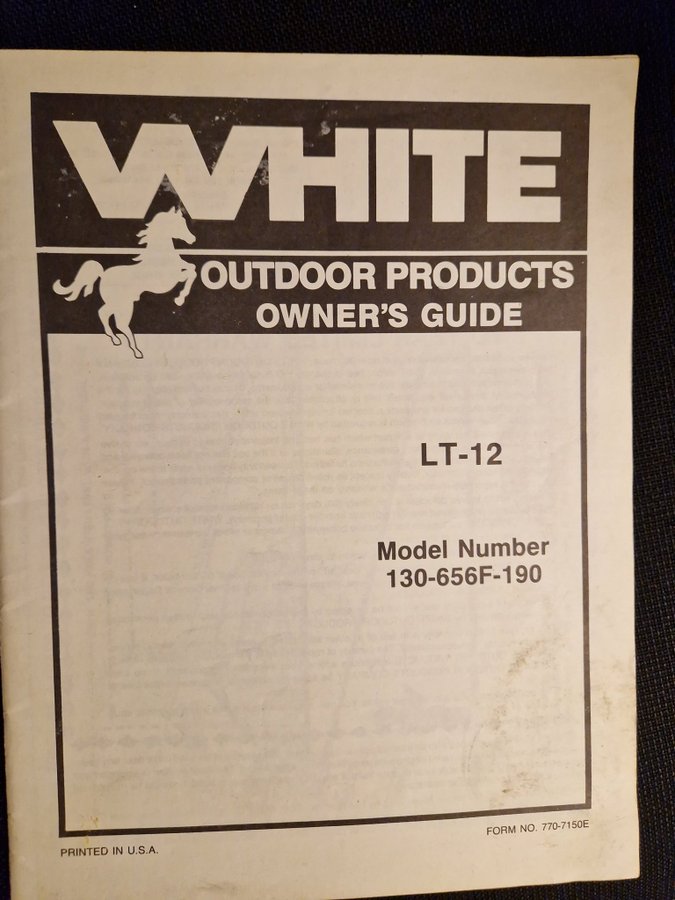 WHITE
OUTDOOR PRODUCTS
OWNER'S GUIDE
LT-12
Model Number
130-656F-190
FORM NO. 770-7150E
PRINTED IN U.S.A.